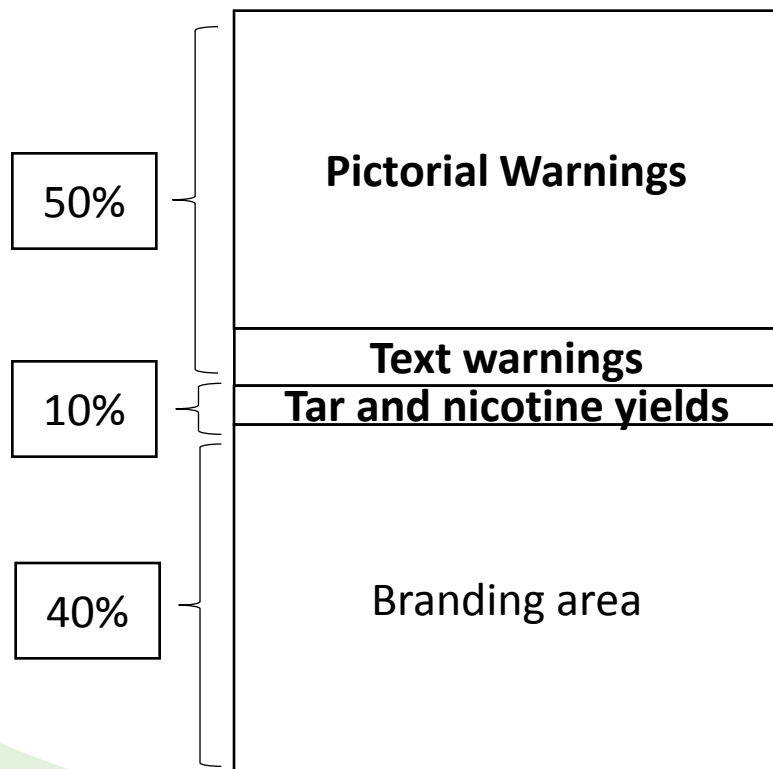 Pictorial Warnings
50%
Text warnings
10%
Tar and nicotine yields
40%
Branding area